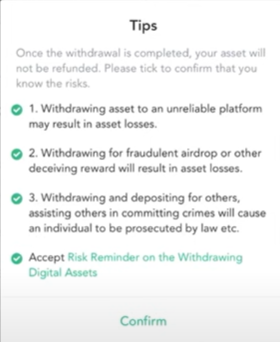 Tips
Once the withdrawal is completed, your asset will
not be refunded. Please tick to confirm that you
know the risks.
1. Withdrawing asset to an unreliable platform
may result in asset losses.
2. Withdrawing for fraudulent airdrop or other
deceiving reward will result in asset losses.
3. Withdrawing and depositing for others,
assisting others in committing crimes will cause
an individual to be prosecuted by law etc.
Accept Risk Reminder on the Withdrawing
Digital Assets
Confirm